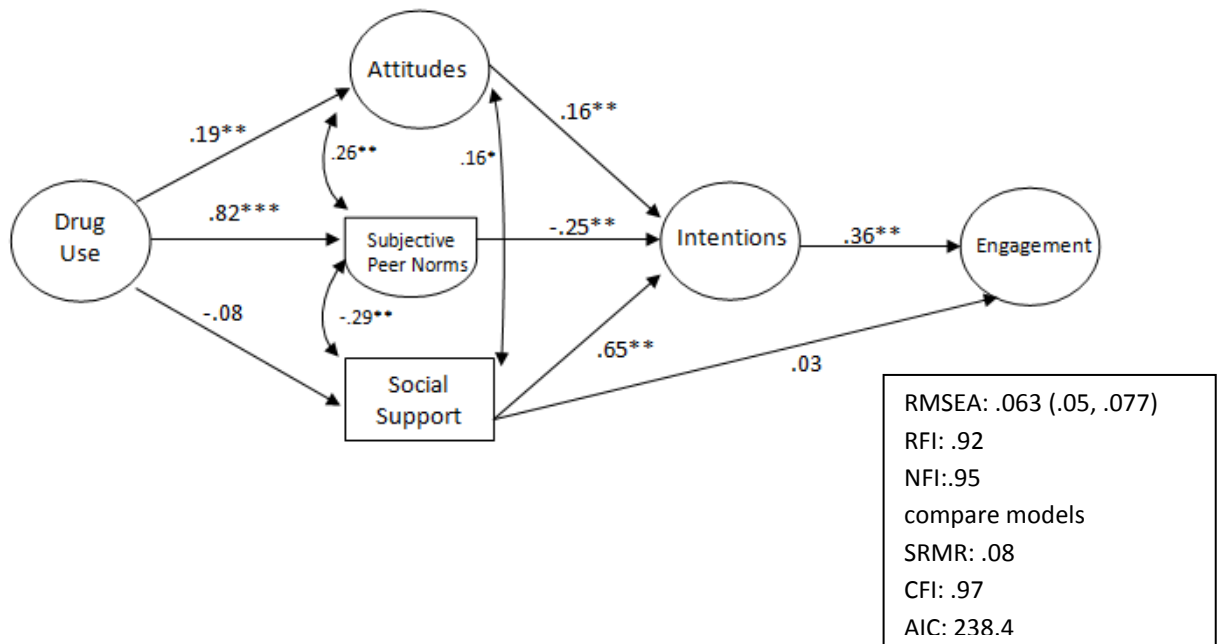 Attitudes
.19**
.16**
.26**
.16*
Drug
Use
.82***
Subjective
Peer Norms
-.25**
Intentions
.36**
Engagement
-.08
-.29**
.65**
.03
Social
Support
RMSEA: .063 (.05, .077)
RFI: .92
NFI:.95
compare models
SRMR: .08
CFI: .97
AIC: 238.4